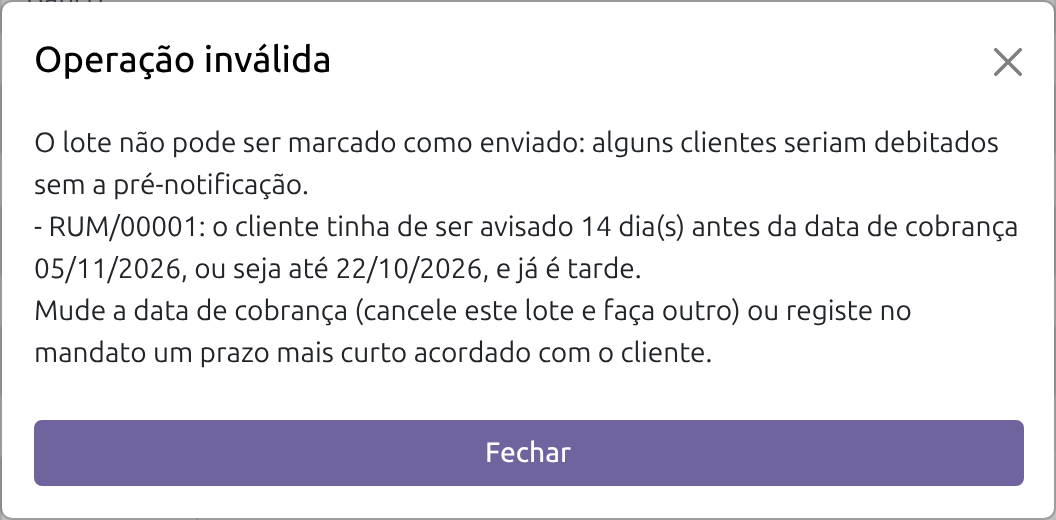 Operação inválida
O lote não pode ser marcado como enviado: alguns clientes seriam debitados
sem a pré-notificação.
- RUM/00001: o cliente tinha de ser avisado 14 dia(s) antes da data de cobrança
05/11/2026, ou seja até 22/10/2026, e já é tarde.
Mude a data de cobrança (cancele este lote e faça outro) ou registe no
mandato um prazo mais curto acordado com o cliente.
Fechar